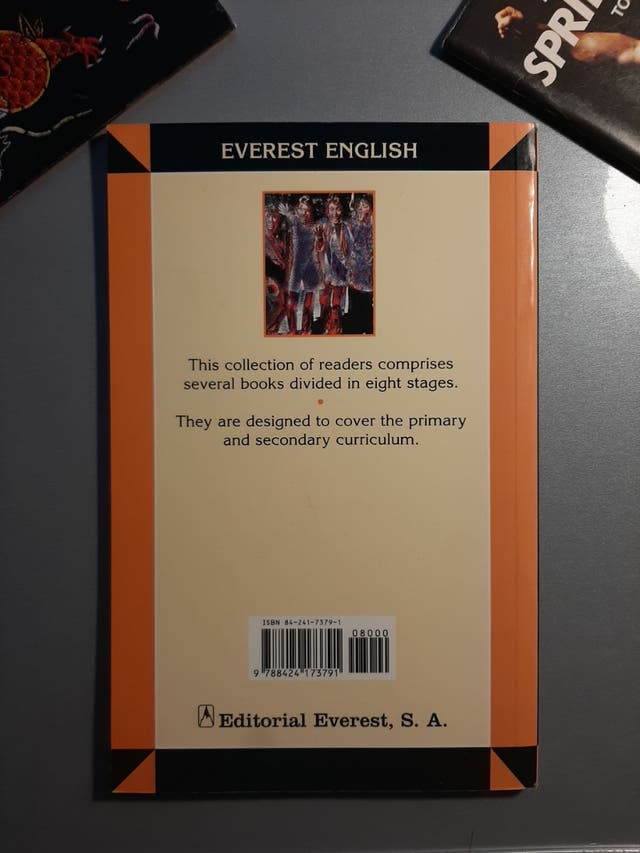 SPRI
TO
EVEREST ENGLISH
This collection of readers comprises
several books divided in eight stages.
They are designed to cover the primary
and secondary curriculum.
ISBN 84-241-7379-1
08000
9 788424 173791
Editorial Everest, S. A.